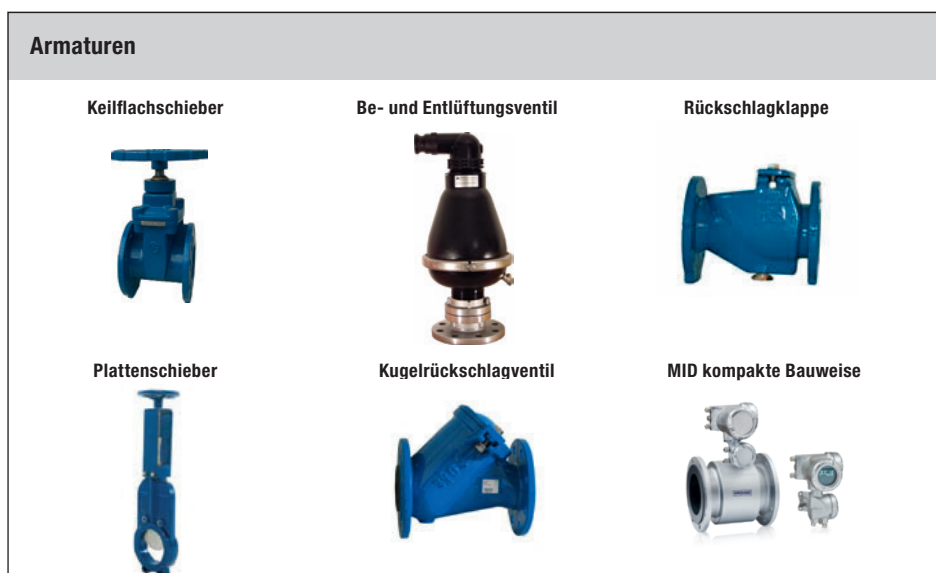 Armaturen
Keilflachschieber
Be- und Entlüftungsventil
Rückschlagklappe
Plattenschieber
Kugelrückschlagventil
MID kompakte Bauweise